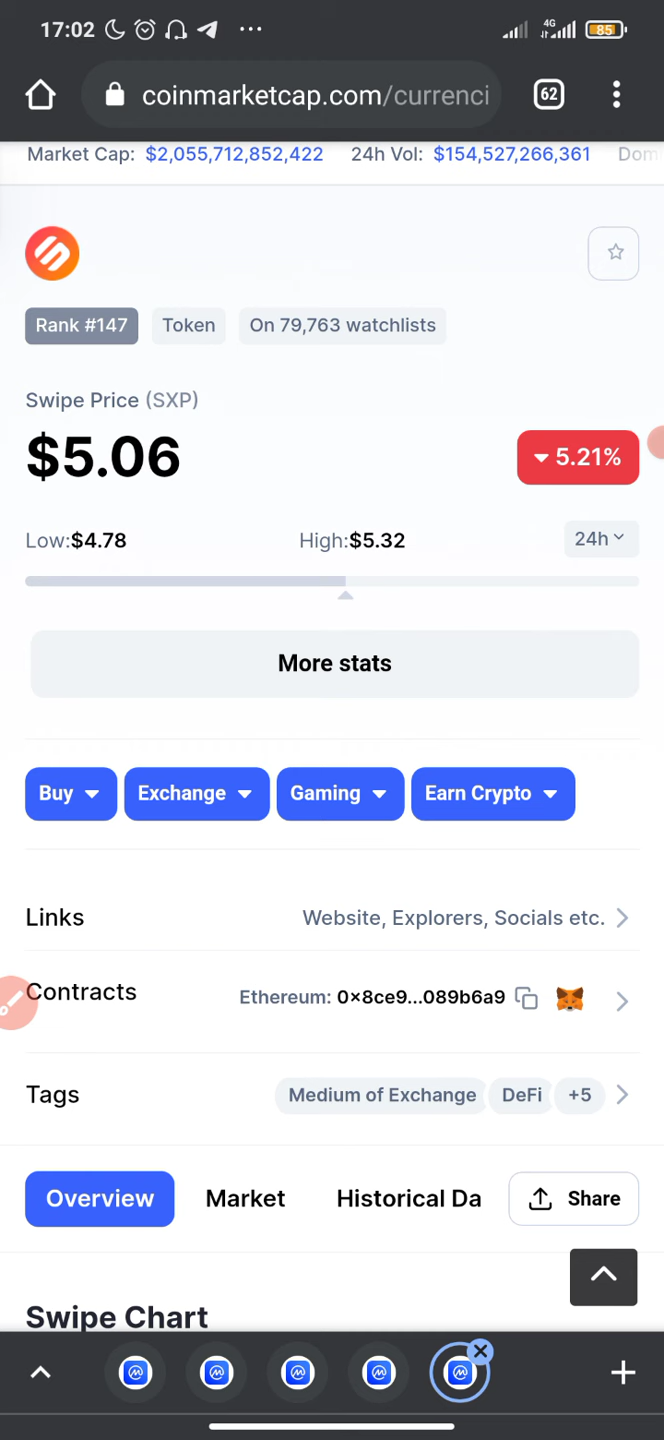 17:02
4G
85
coinmarketcap.com/currenci
62
Market Cap: $2,055,712,852,422 24h Vol: $154,527,266,361 Dom
Rank #147 Token On 79,763 watchlists
Swipe Price (SXP)
$5.06
5.21%
Low:$4.78 High:$5.32 24h
More stats
Buy Exchange Gaming Earn Crypto
Links Website, Explorers, Socials etc.
Contracts Ethereum: 0x8ce9...089b6a9
Tags Medium of Exchange DeFi +5
Overview Market Historical Da Share
Swipe Chart